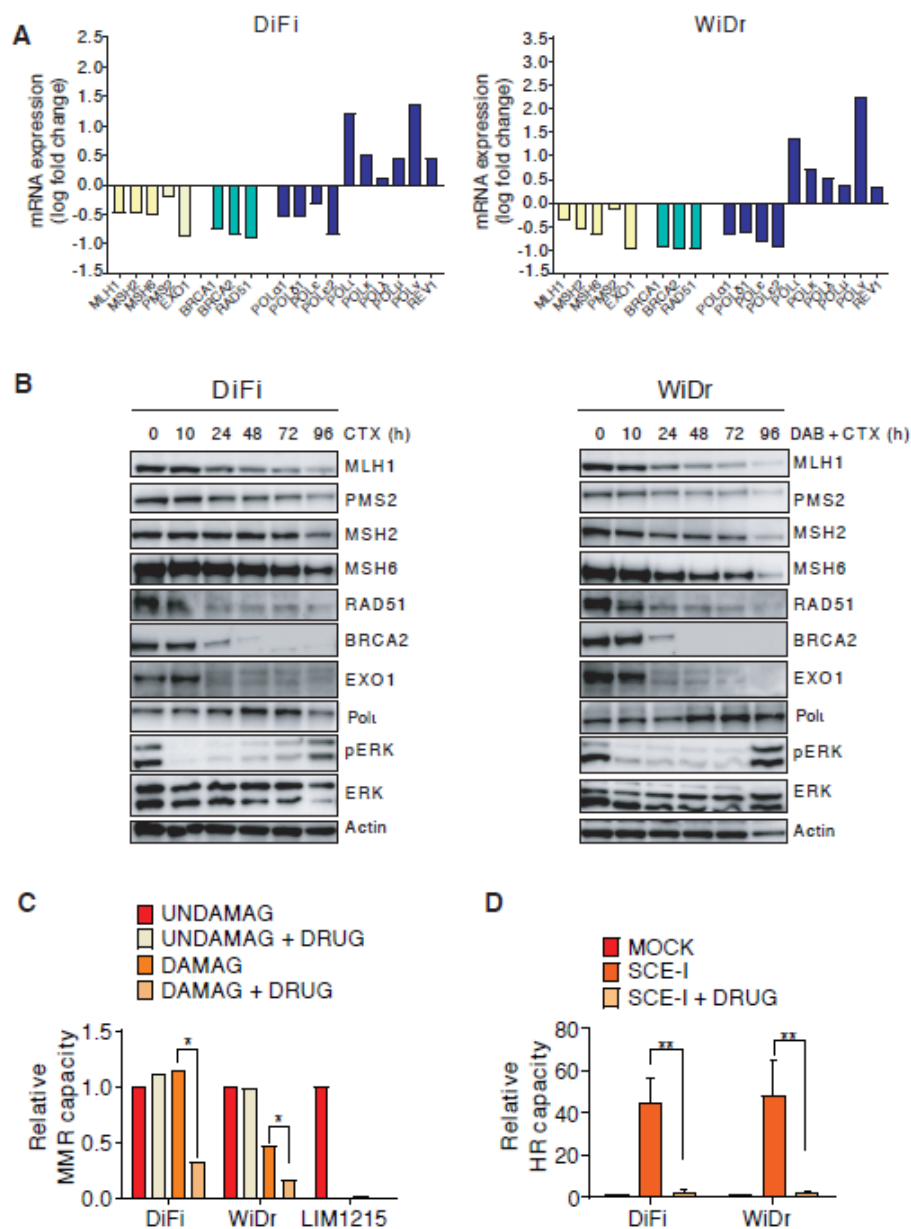 A
DiFi
WiDr
mRNA expression
(log fold change)
2.5
2.0
1.5
1.0
0.5
0.0
-0.5
-1.0
-1.5
MLH1
MSH2
MSH6
PMS2
EXO1
BRCA1
BRCA2
RAD51
POLα1
POLδ1
POLε
POLε2
POLι
POLκ
POLλ
POLμ
POLν
REV1
mRNA expression
(log fold change)
3.5
3.0
2.5
2.0
1.5
1.0
0.5
0.0
-0.5
-1.0
-1.5
MLH1
MSH2
MSH6
PMS2
EXO1
BRCA1
BRCA2
RAD51
POLα1
POLδ1
POLε
POLε2
POLι
POLκ
POLλ
POLμ
POLν
REV1
B
DiFi
0 10 24 48 72 96 CTX (h)
MLH1
PMS2
MSH2
MSH6
RAD51
BRCA2
EXO1
Polι
pERK
ERK
Actin
WiDr
0 10 24 48 72 96 DAB + CTX (h)
MLH1
PMS2
MSH2
MSH6
RAD51
BRCA2
EXO1
Polι
pERK
ERK
Actin
C
UNDAMAG
UNDAMAG + DRUG
DAMAG
DAMAG + DRUG
Relative
MMR capacity
1.5
1.0
0.5
0.0
*
*
DiFi WiDr LIM1215
D
MOCK
SCE-I
SCE-I + DRUG
Relative
HR capacity
80
60
40
20
0
**
**
DiFi WiDr